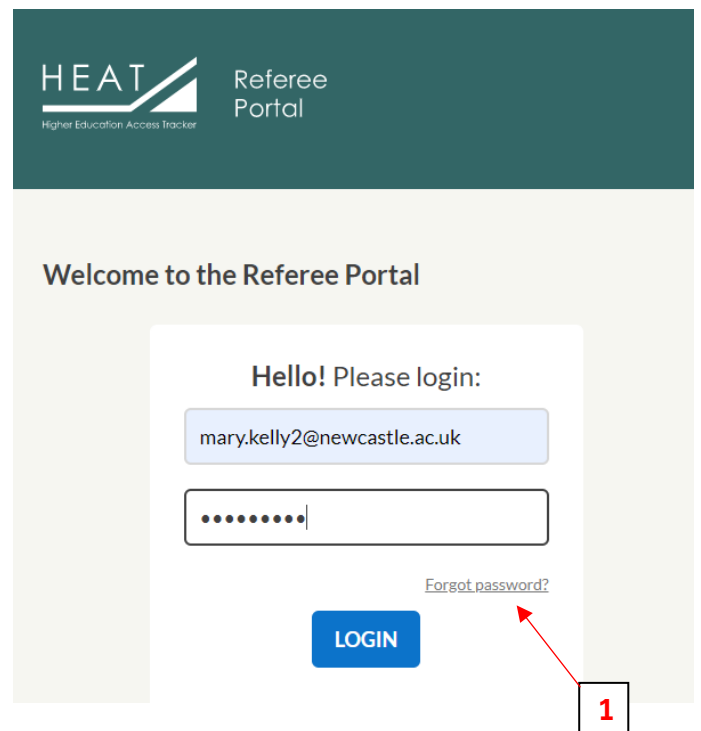 HEAT
Higher Education Access Tracker
Referee
Portal
Welcome to the Referee Portal
Hello! Please login:
mary.kelly2@newcastle.ac.uk
•••••••••
Forgot password?
LOGIN
1